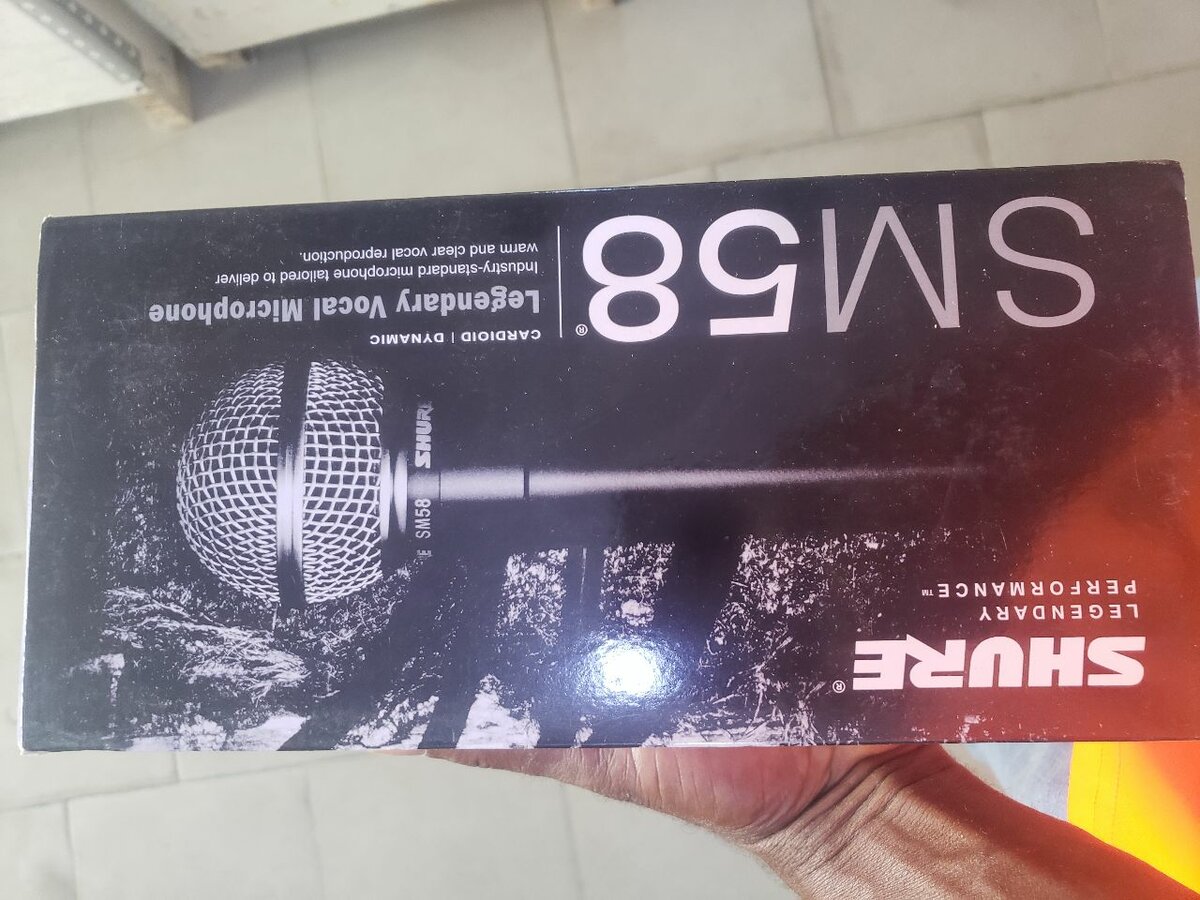 SHURE®
LEGENDARY
PERFORMANCE™
SHURE SM58 E
CARDIOID | DYNAMIC
SM58®
Legendary Vocal Microphone
Industry-standard microphone tailored to deliver
warm and clear vocal reproduction.